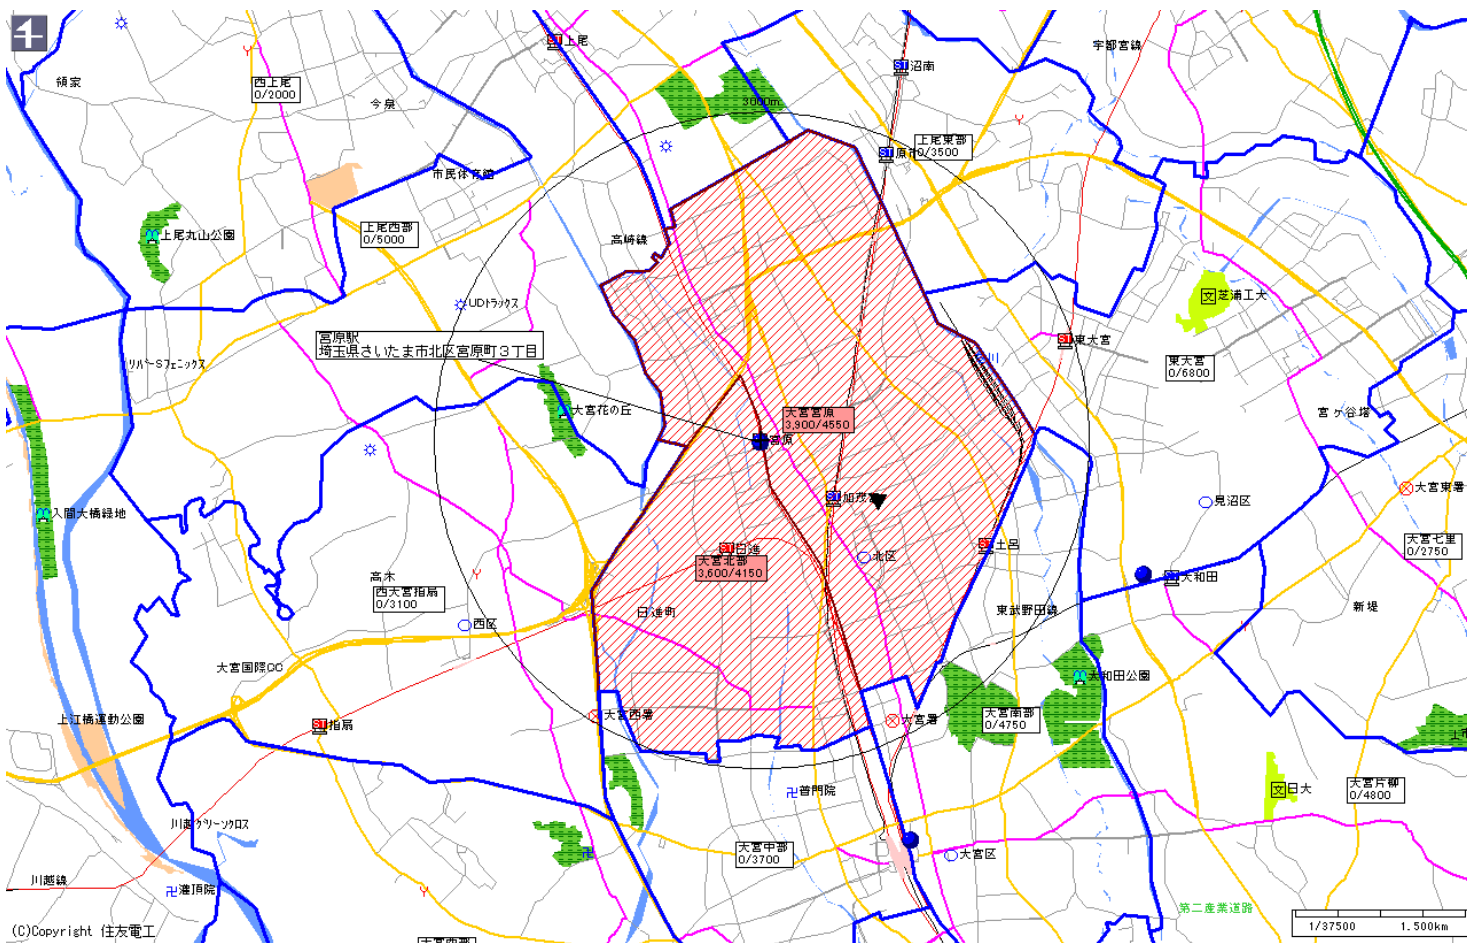 上尾
沼南
宇都宮線
領家
西上尾
0/2000
今泉
3000m
上尾東部
0/3500
原市
市民体育館
上尾丸山公園
上尾西部
0/5000
高崎線
UDトラックス
芝浦工大
宮原駅
埼玉県さいたま市北区宮原町3丁目
東大宮
リバーSフェニックス
川
東大宮
0/6800
大宮花の丘
大宮宮原
3,900/4550
宮ヶ谷塔
宮原
大宮東署
加茂宮
見沼区
入間大橋緑地
大宮七里
0/2750
日進
北区
土呂
大宮北部
3,600/4150
高木
大和田
西大宮指扇
0/3100
日進町
東武野田線
新堤
西区
大宮国際CC
大和田公園
上江橋運動公園
指扇
大宮西署
大宮署
大宮南部
0/4750
普門院
日大
大宮片柳
0/4800
川越グリーンクロス
大宮中部
0/3700
大宮区
川越線
灌頂院
第二産業道路
(C)Copyright 住友電工
1/37500
1.500km